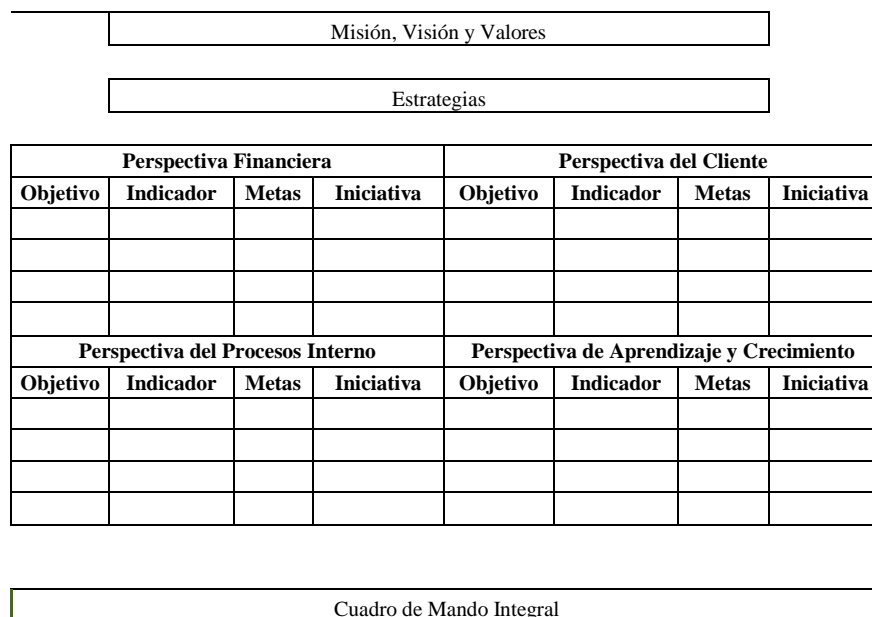 Misión, Visión y Valores
Estrategias
Perspectiva Financiera Perspectiva del Cliente
Objetivo Indicador Metas Iniciativa Objetivo Indicador Metas Iniciativa
Perspectiva del Procesos Interno Perspectiva de Aprendizaje y Crecimiento
Objetivo Indicador Metas Iniciativa Objetivo Indicador Metas Iniciativa
Cuadro de Mando Integral